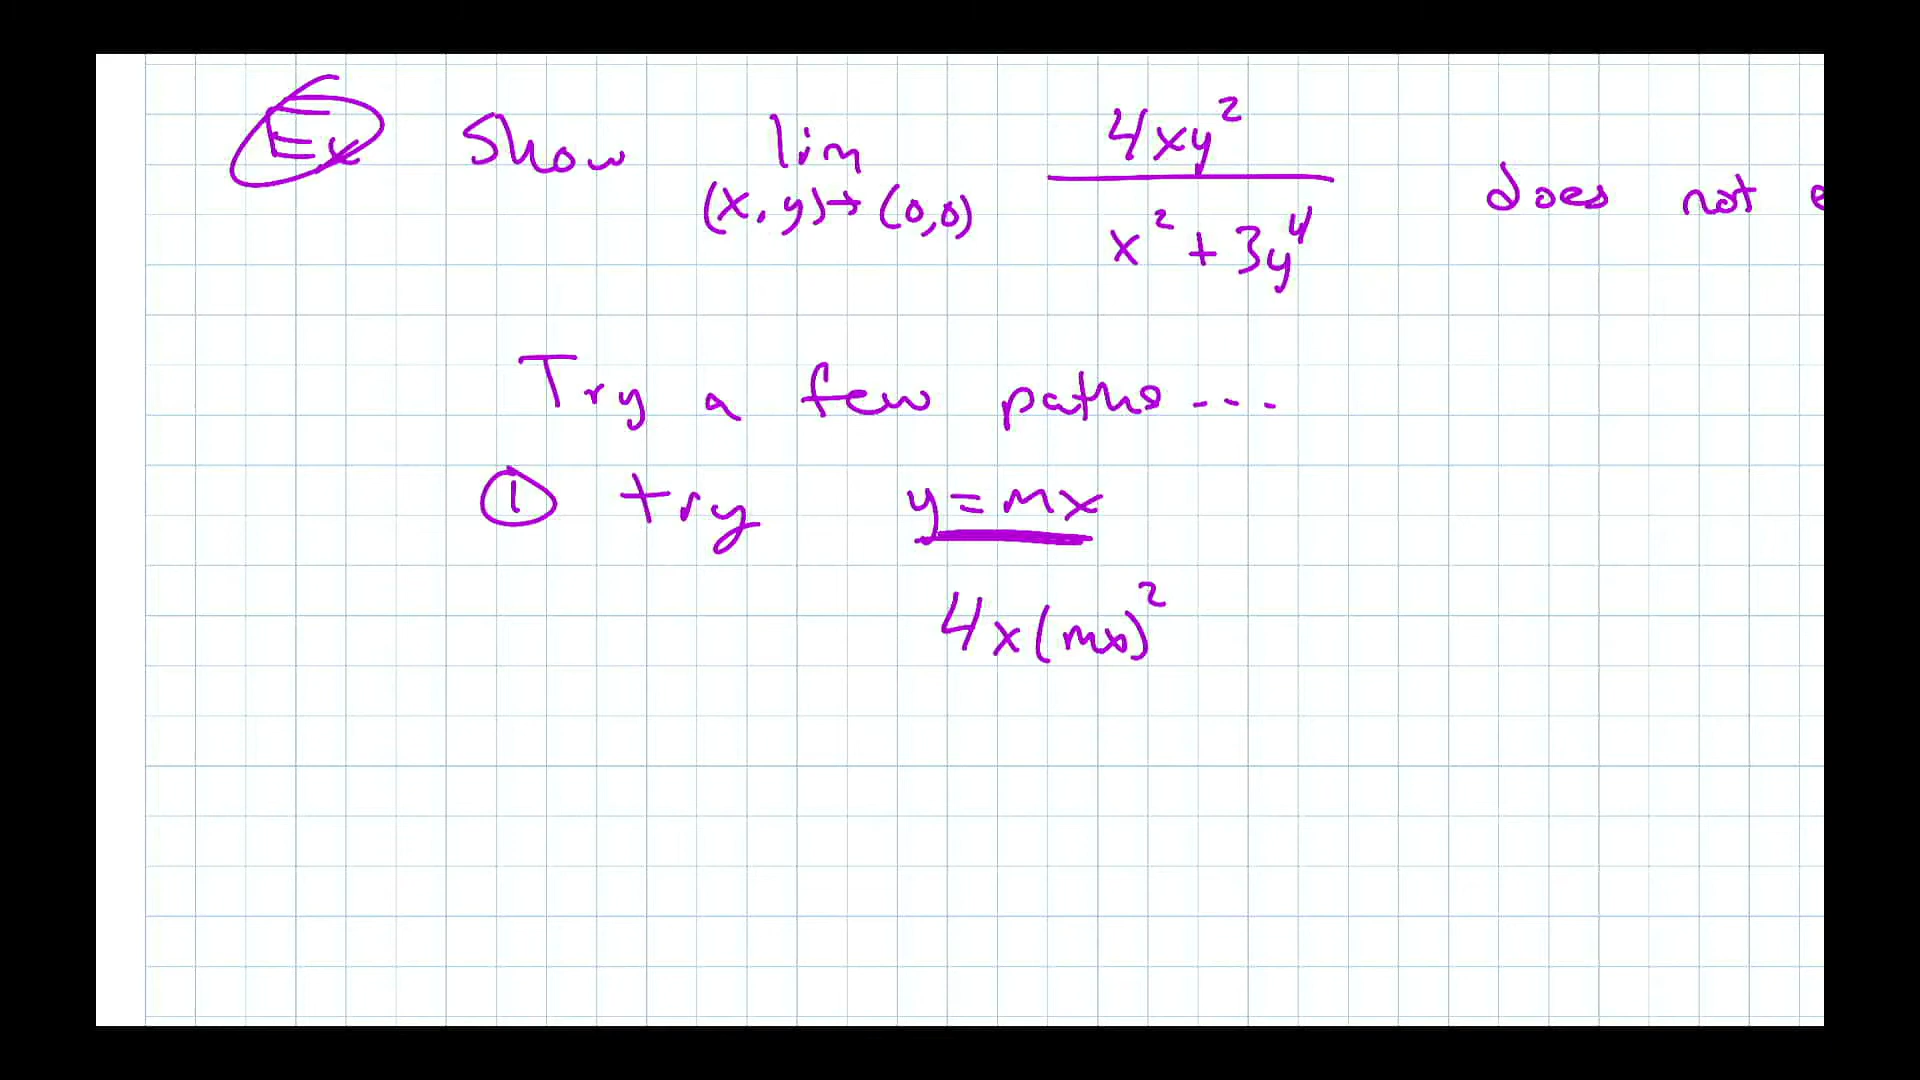 Ex Show lim (x,y)→(0,0) 4xy² / x² + 3y⁴ does not
Try a few paths...
① try y = mx
4x(mx)²